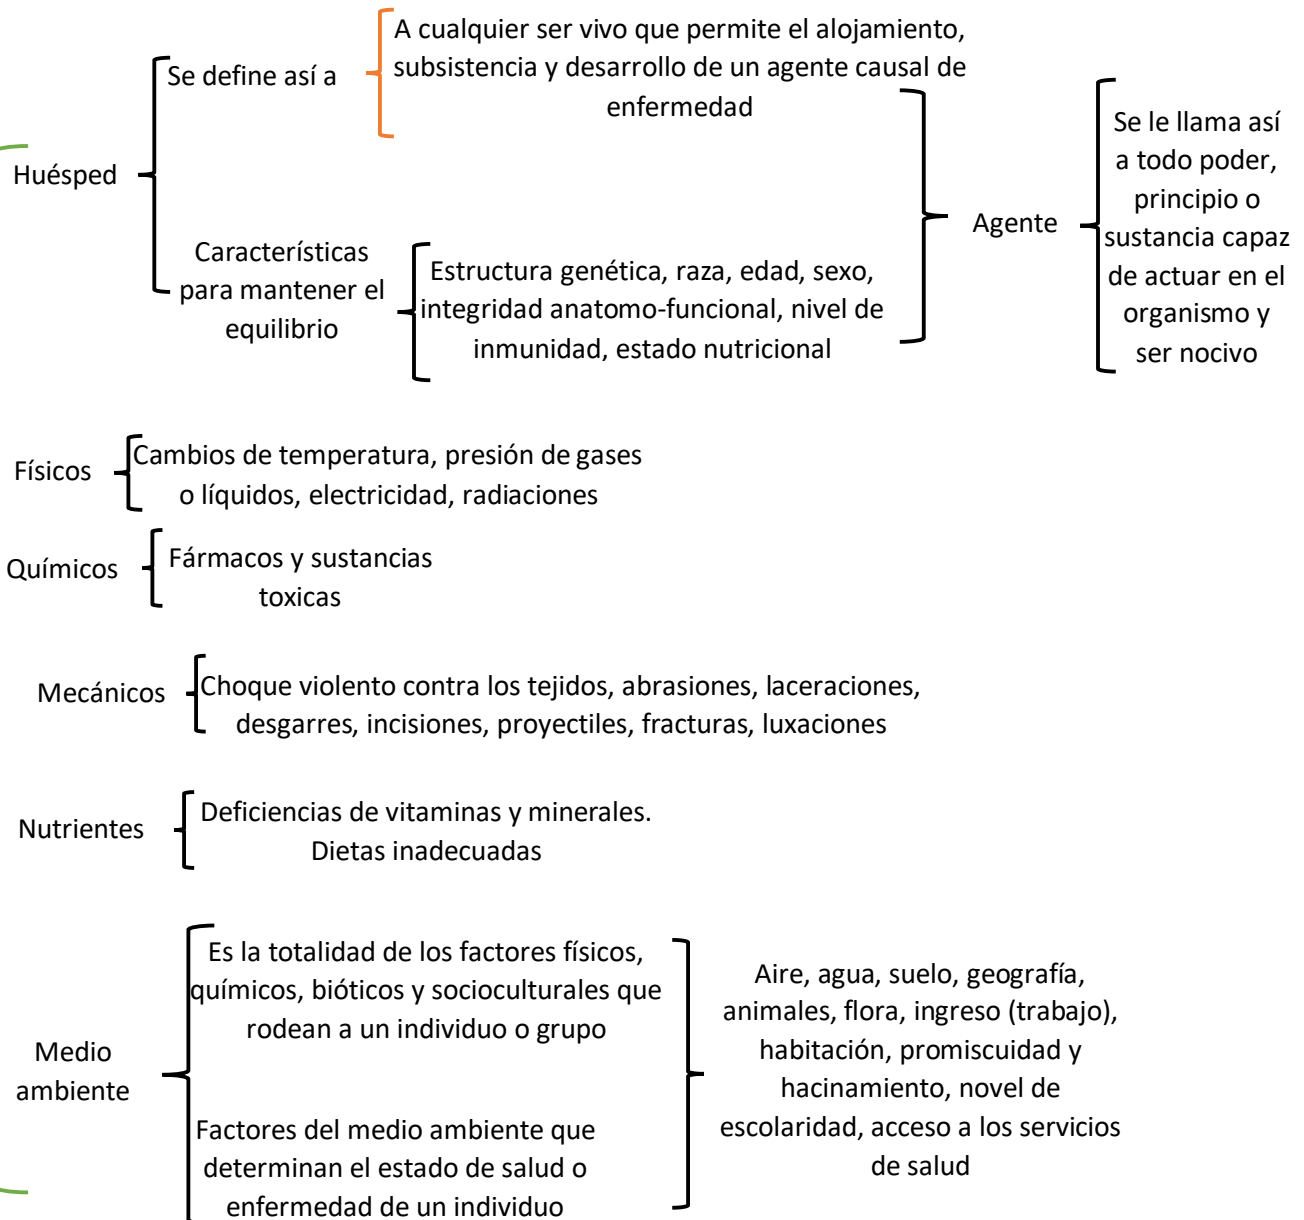 A cualquier ser vivo que permite el alojamiento,
Se define así a
subsistencia y desarrollo de un agente causal de
enfermedad
Huésped
Características
para mantener el
equilibrio
Estructura genética, raza, edad, sexo,
integridad anatomo-funcional, nivel de
inmunidad, estado nutricional
Agente
Se le llama así
a todo poder,
principio o
sustancia capaz
de actuar en el
organismo y
ser nocivo
Físicos
Cambios de temperatura, presión de gases
o líquidos, electricidad, radiaciones
Químicos
Fármacos y sustancias
toxicas
Mecánicos
Choque violento contra los tejidos, abrasiones, laceraciones,
desgarres, incisiones, proyectiles, fracturas, luxaciones
Nutrientes
Deficiencias de vitaminas y minerales.
Dietas inadecuadas
Medio
ambiente
Es la totalidad de los factores físicos,
químicos, bióticos y socioculturales que
rodean a un individuo o grupo
Factores del medio ambiente que
determinan el estado de salud o
enfermedad de un individuo
Aire, agua, suelo, geografía,
animales, flora, ingreso (trabajo),
habitación, promiscuidad y
hacinamiento, novel de
escolaridad, acceso a los servicios
de salud